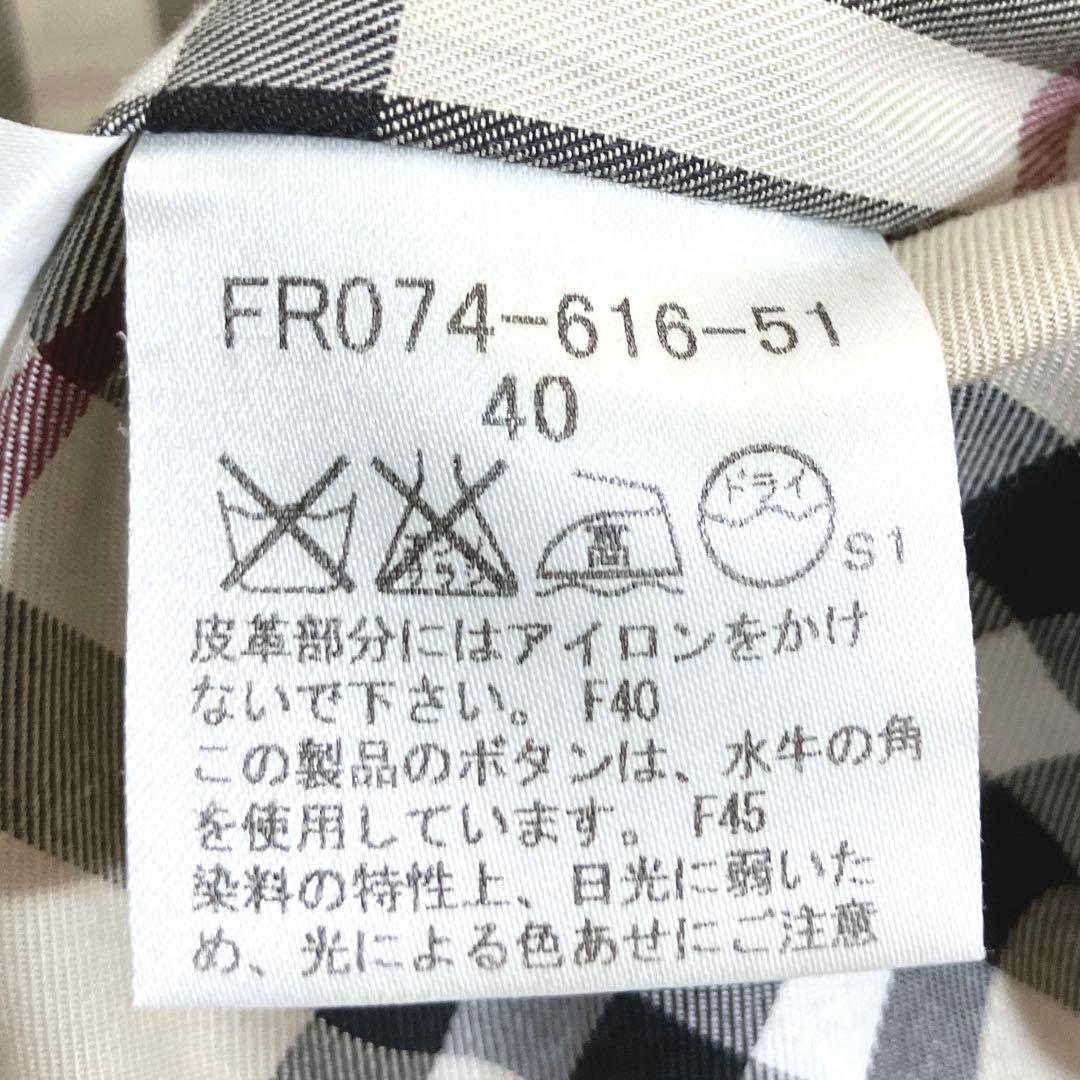 FR074-616-51
40
エンソ
サラシ
高
ドライ
S1
皮革部分にはアイロンをかけ
ないで下さい。 F40
この製品のボタンは、水牛の角
を使用しています。 F45
染料の特性上、日光に弱いた
め、光による色あせにご注意